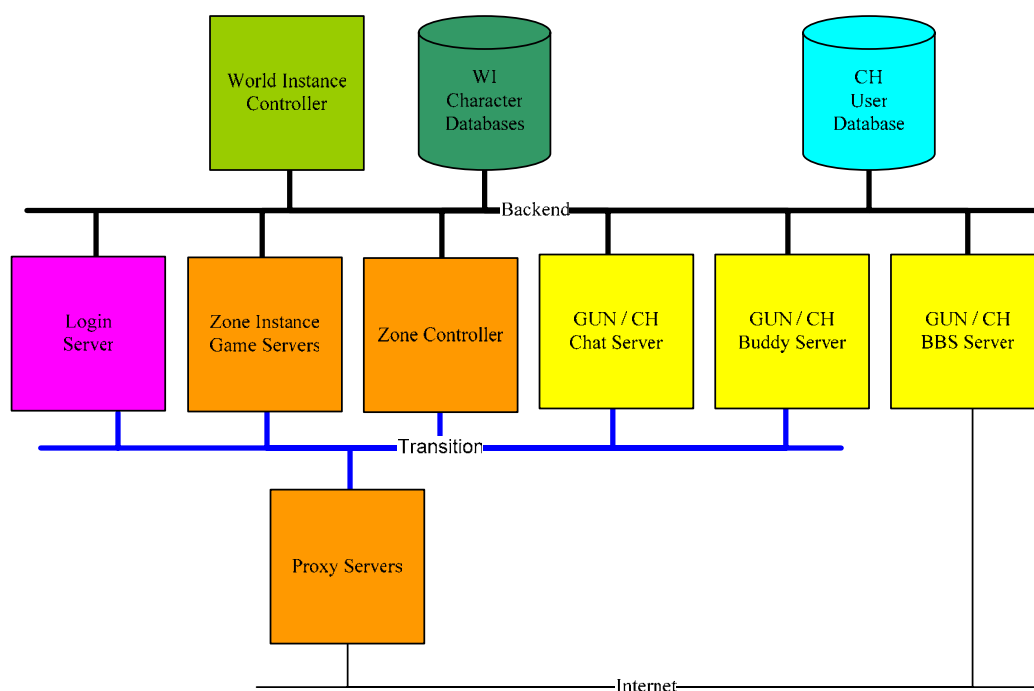 World Instance
Controller
WI
Character
Databases
CH
User
Database
Backend
Login
Server
Zone Instance
Game Servers
Zone Controller
GUN / CH
Chat Server
GUN / CH
Buddy Server
GUN / CH
BBS Server
Transition
Proxy Servers
Internet